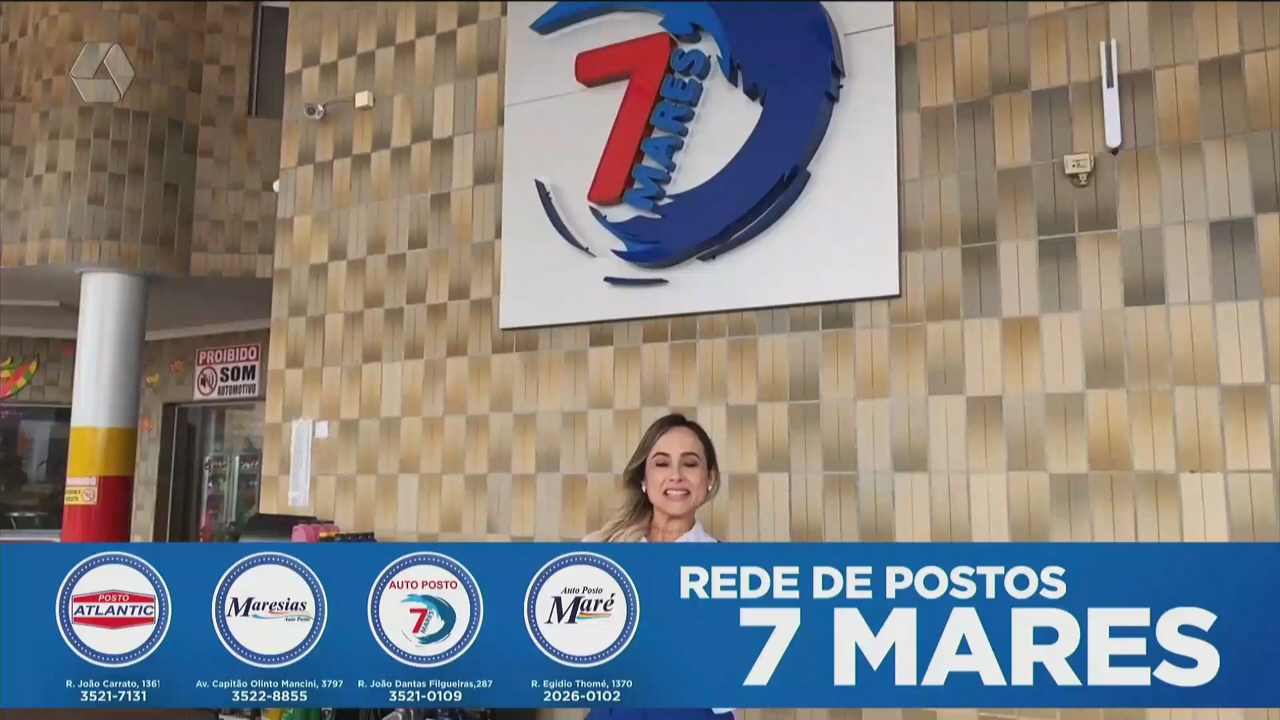 7
MARES
PROIBIDO
SOM
AUTOMOTIVO
POSTO
ATLANTIC
R. João Carrato, 1361
3521-7131
Maresias
Auto Posto
Av. Capitão Olinto Mancini, 3797
3522-8855
AUTO POSTO
7
MARES
R. João Dantas Filgueiras,287
3521-0109
Auto Posto
Maré
R. Egidio Thomé, 1370
2026-0102
REDE DE POSTOS
7 MARES